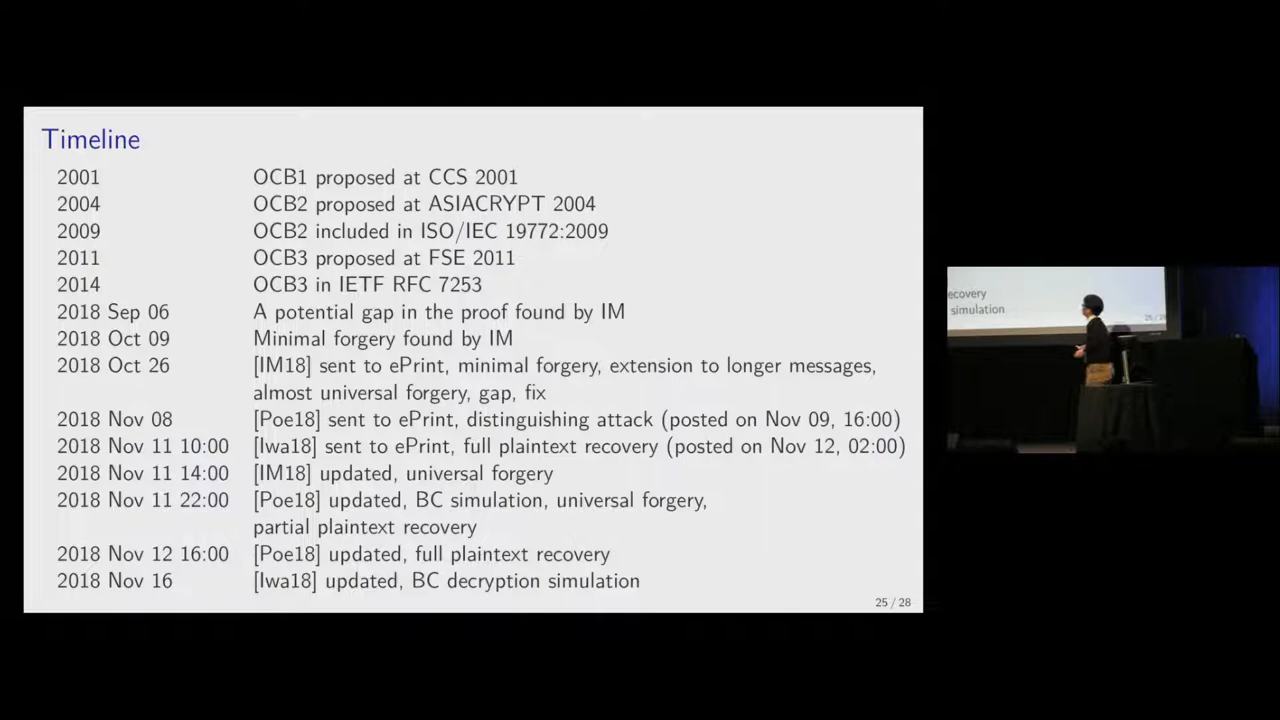 Timeline
2001 OCB1 proposed at CCS 2001
2004 OCB2 proposed at ASIACRYPT 2004
2009 OCB2 included in ISO/IEC 19772:2009
2011 OCB3 proposed at FSE 2011
2014 OCB3 in IETF RFC 7253
2018 Sep 06 A potential gap in the proof found by IM
2018 Oct 09 Minimal forgery found by IM
2018 Oct 26 [IM18] sent to ePrint, minimal forgery, extension to longer messages,
almost universal forgery, gap, fix
2018 Nov 08 [Poe18] sent to ePrint, distinguishing attack (posted on Nov 09, 16:00)
2018 Nov 11 10:00 [Iwa18] sent to ePrint, full plaintext recovery (posted on Nov 12, 02:00)
2018 Nov 11 14:00 [IM18] updated, universal forgery
2018 Nov 11 22:00 [Poe18] updated, BC simulation, universal forgery,
partial plaintext recovery
2018 Nov 12 16:00 [Poe18] updated, full plaintext recovery
2018 Nov 16 [Iwa18] updated, BC decryption simulation
25 / 28
ecovery
simulation
25 / 28